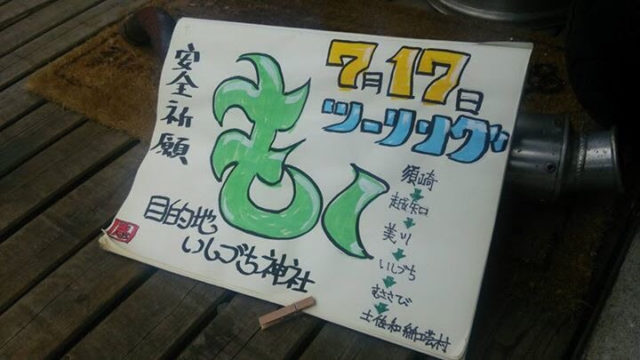 7月17日
ツーリング
安全祈願
もく
目的地
いしづち神社
須崎
↓
越知
↓
美川
↓
いしづち
↓
むささび
↓
土佐和紙工芸村